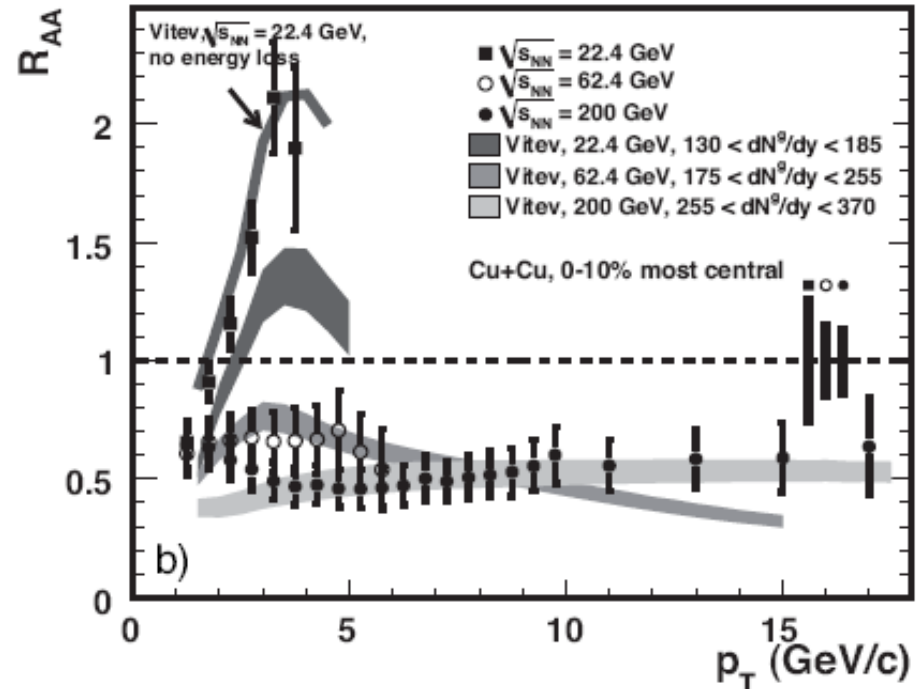 R_AA
Vitev, √s_NN = 22.4 GeV,
no energy loss
√s_NN = 22.4 GeV
√s_NN = 62.4 GeV
√s_NN = 200 GeV
Vitev, 22.4 GeV, 130 < dN^g/dy < 185
Vitev, 62.4 GeV, 175 < dN^g/dy < 255
Vitev, 200 GeV, 255 < dN^g/dy < 370
Cu+Cu, 0-10% most central
2
1.5
1
0.5
0
b)
0 5 10 15
p_T (GeV/c)